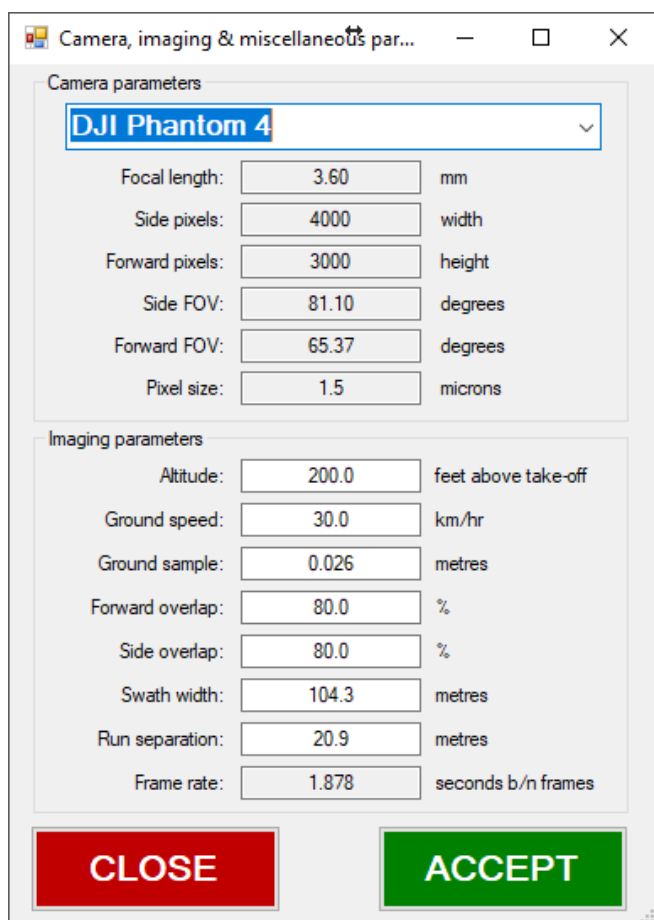 Camera, imaging & miscellaneous par...
Camera parameters
DJI Phantom 4
Focal length: 3.60 mm
Side pixels: 4000 width
Forward pixels: 3000 height
Side FOV: 81.10 degrees
Forward FOV: 65.37 degrees
Pixel size: 1.5 microns
Imaging parameters
Altitude: 200.0 feet above take-off
Ground speed: 30.0 km/hr
Ground sample: 0.026 metres
Forward overlap: 80.0 %
Side overlap: 80.0 %
Swath width: 104.3 metres
Run separation: 20.9 metres
Frame rate: 1.878 seconds b/n frames
CLOSE ACCEPT